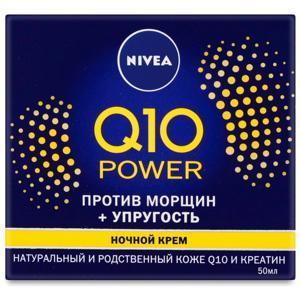 NIVEA
Q10
POWER
ПРОТИВ МОРЩИН
+ УПРУГОСТЬ
НОЧНОЙ КРЕМ
НАТУРАЛЬНЫЙ И РОДСТВЕННЫЙ КОЖЕ Q10 И КРЕАТИН
50мл